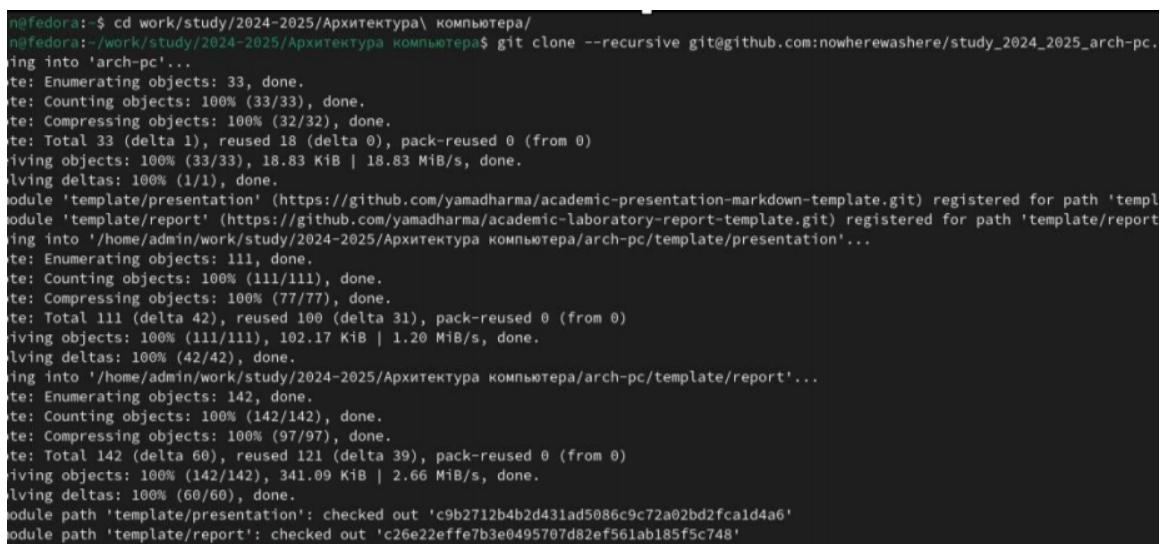 n@fedora:~$ cd work/study/2024-2025/Архитектура\ компьютера/
n@fedora:~/work/study/2024-2025/Архитектура компьютера$ git clone --recursive git@github.com:nowherewashere/study_2024_2025_arch-pc.
ning into 'arch-pc'...
te: Enumerating objects: 33, done.
te: Counting objects: 100% (33/33), done.
te: Compressing objects: 100% (32/32), done.
te: Total 33 (delta 1), reused 18 (delta 0), pack-reused 0 (from 0)
iving objects: 100% (33/33), 18.83 KiB | 18.83 MiB/s, done.
lving deltas: 100% (1/1), done.
module 'template/presentation' (https://github.com/yamadharma/academic-presentation-markdown-template.git) registered for path 'templ
module 'template/report' (https://github.com/yamadharma/academic-laboratory-report-template.git) registered for path 'template/report
ning into '/home/admin/work/study/2024-2025/Архитектура компьютера/arch-pc/template/presentation'...
te: Enumerating objects: 111, done.
te: Counting objects: 100% (111/111), done.
te: Compressing objects: 100% (77/77), done.
te: Total 111 (delta 42), reused 100 (delta 31), pack-reused 0 (from 0)
eiving objects: 100% (111/111), 102.17 KiB | 1.20 MiB/s, done.
lving deltas: 100% (42/42), done.
ning into '/home/admin/work/study/2024-2025/Архитектура компьютера/arch-pc/template/report'...
te: Enumerating objects: 142, done.
te: Counting objects: 100% (142/142), done.
te: Compressing objects: 100% (97/97), done.
te: Total 142 (delta 60), reused 121 (delta 39), pack-reused 0 (from 0)
iving objects: 100% (142/142), 341.09 KiB | 2.66 MiB/s, done.
lving deltas: 100% (60/60), done.
module path 'template/presentation': checked out 'c9b2712b4b2d431ad5086c9c72a02bd2fca1d4a6'
module path 'template/report': checked out 'c26e22effe7b3e0495707d82ef561ab185f5c748'